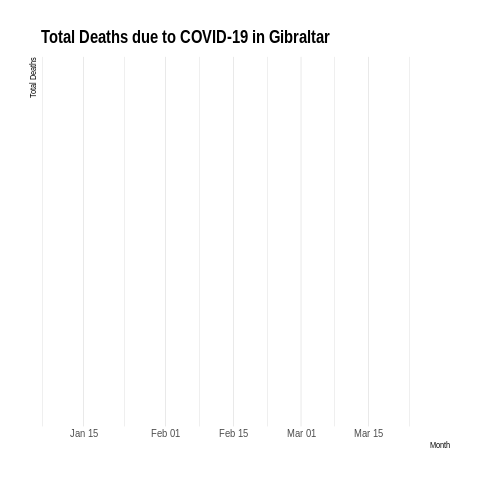 Total Deaths due to COVID-19 in Gibraltar
Total Deaths
Jan 15 Feb 01 Feb 15 Mar 01 Mar 15
Month